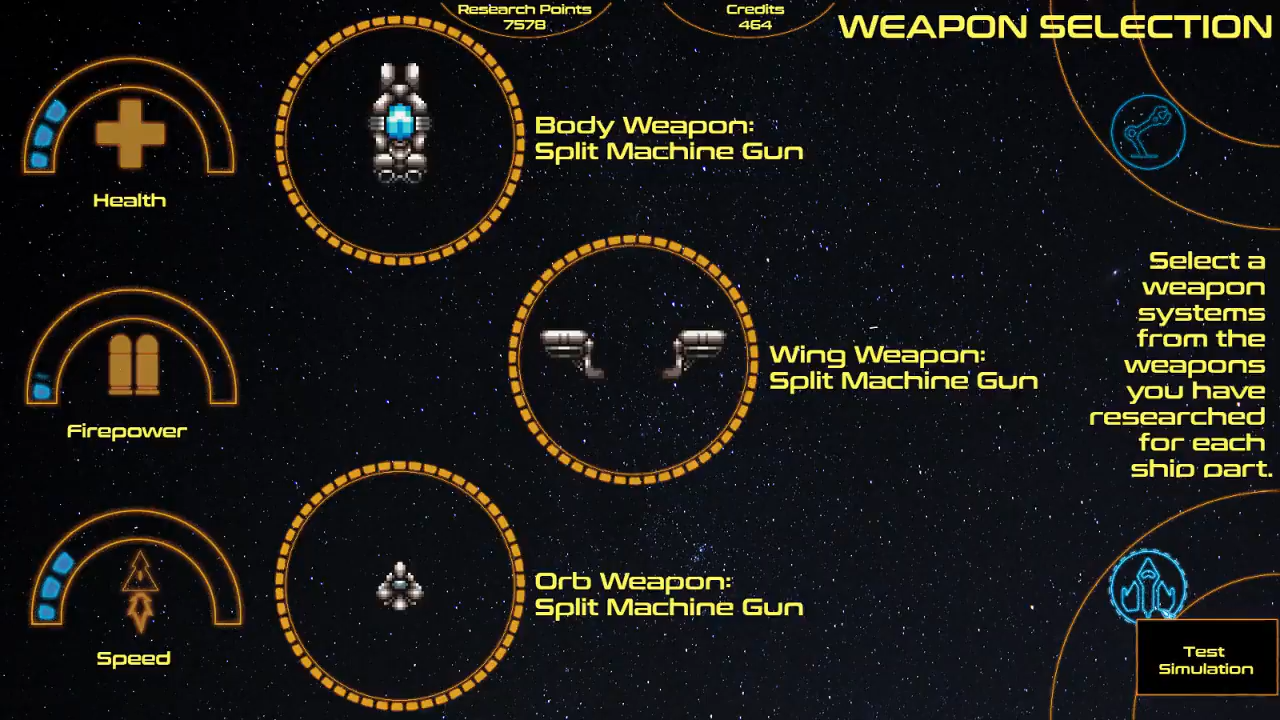 Research Points
7578
Credits
464
WEAPON SELECTION
Health
Body Weapon:
Split Machine Gun
Firepower
Wing Weapon:
Split Machine Gun
Select a
weapon
systems
from the
weapons
you have
researched
for each
ship part.
Speed
Orb Weapon:
Split Machine Gun
Test
Simulation